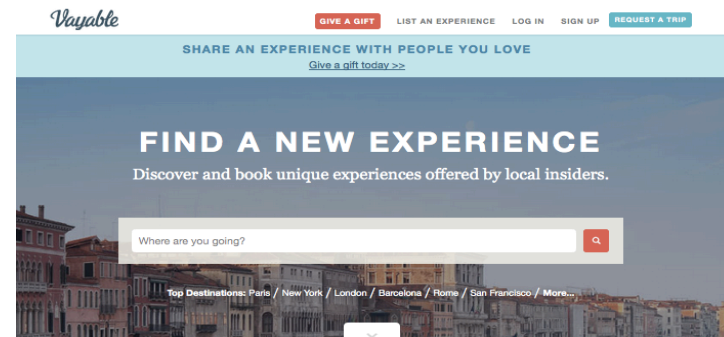 Vayable
GIVE A GIFT LIST AN EXPERIENCE LOG IN SIGN UP REQUEST A TRIP
SHARE AN EXPERIENCE WITH PEOPLE YOU LOVE
Give a gift today >>
FIND A NEW EXPERIENCE
Discover and book unique experiences offered by local insiders.
Where are you going?
Top Destinations: Paris / New York / London / Barcelona / Rome / San Francisco / More...